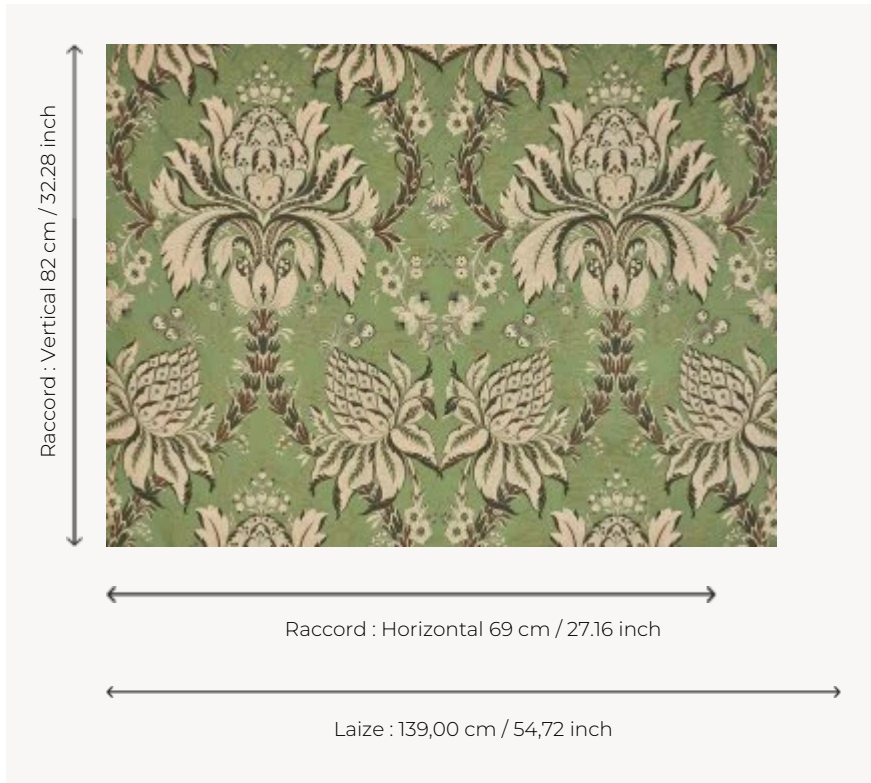 Raccord : Vertical 82 cm / 32.28 inch
Raccord : Horizontal 69 cm / 27.16 inch
Laize : 139,00 cm / 54,72 inch